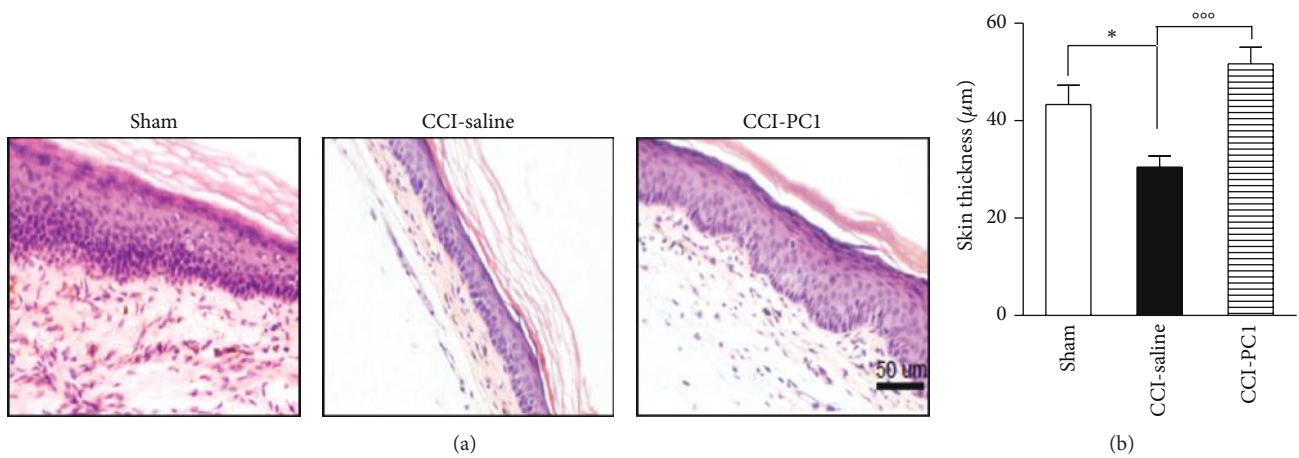 Sham
CCI-saline
CCI-PC1
50 um
(a)
60
40
20
0
Skin thickness (μm)
*
°°°
Sham
CCI-saline
CCI-PC1
(b)